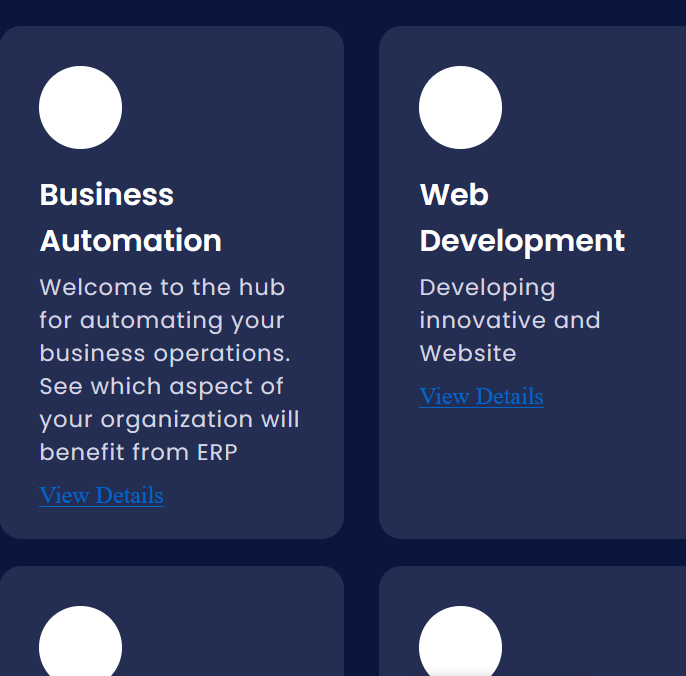 Business
Automation
Welcome to the hub
for automating your
business operations.
See which aspect of
your organization will
benefit from ERP
View Details
Web
Development
Developing
innovative and
Website
View Details